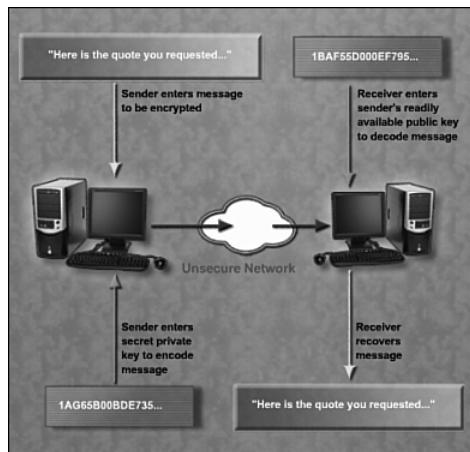 "Here is the quote you requested..."
1BAF55D000EF795...
Sender enters message
to be encrypted
Receiver enters
sender's readily
available public key
to decode message
Unsecure Network
Sender enters
secret private
key to encode
message
Receiver
recovers
message
1AG65B00BDE735...
"Here is the quote you requested..."